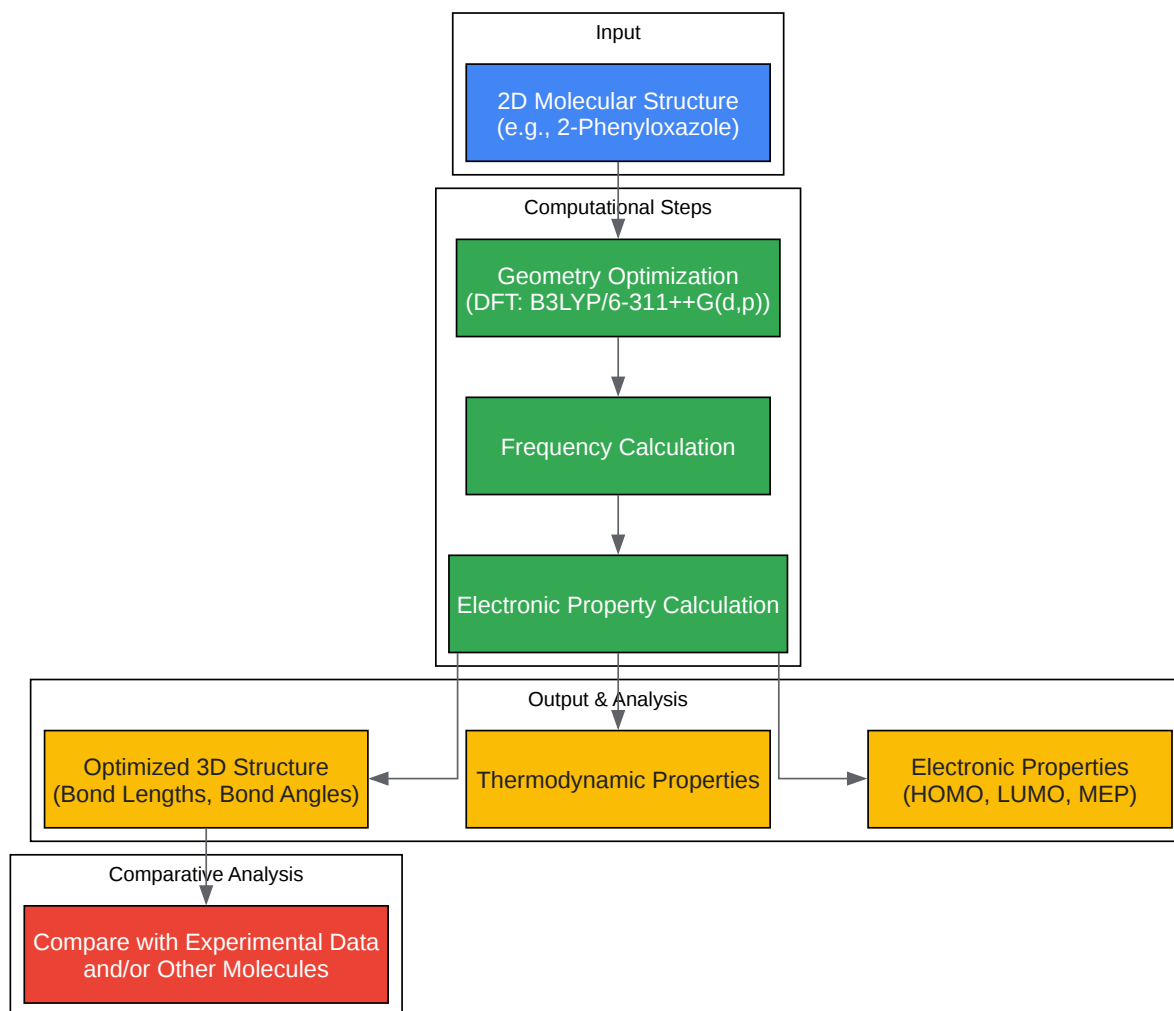 Input
2D Molecular Structure
(e.g., 2-Phenyloxazole)
Computational Steps
Geometry Optimization
(DFT: B3LYP/6-311++G(d,p))
Frequency Calculation
Electronic Property Calculation
Output & Analysis
Optimized 3D Structure
(Bond Lengths, Bond Angles)
Thermodynamic Properties
Electronic Properties
(HOMO, LUMO, MEP)
Comparative Analysis
Compare with Experimental Data
and/or Other Molecules